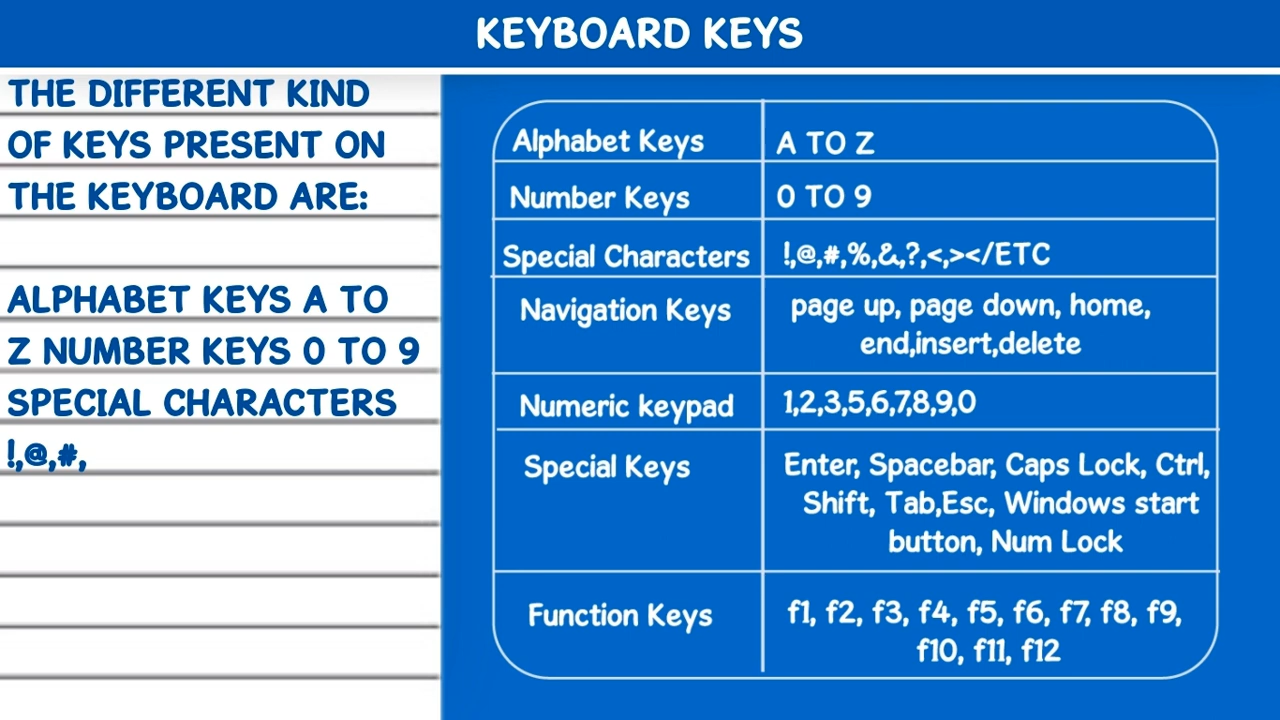 KEYBOARD KEYS
THE DIFFERENT KIND
OF KEYS PRESENT ON
THE KEYBOARD ARE:
ALPHABET KEYS A TO
Z NUMBER KEYS 0 TO 9
SPECIAL CHARACTERS
!,@,#,
Alphabet Keys A TO Z
Number Keys 0 TO 9
Special Characters !,@,#,%,&,?,<,></ETC
Navigation Keys page up, page down, home,
end,insert,delete
Numeric keypad 1,2,3,5,6,7,8,9,0
Special Keys Enter, Spacebar, Caps Lock, Ctrl,
Shift, Tab,Esc, Windows start
button, Num Lock
Function Keys f1, f2, f3, f4, f5, f6, f7, f8, f9,
f10, f11, f12